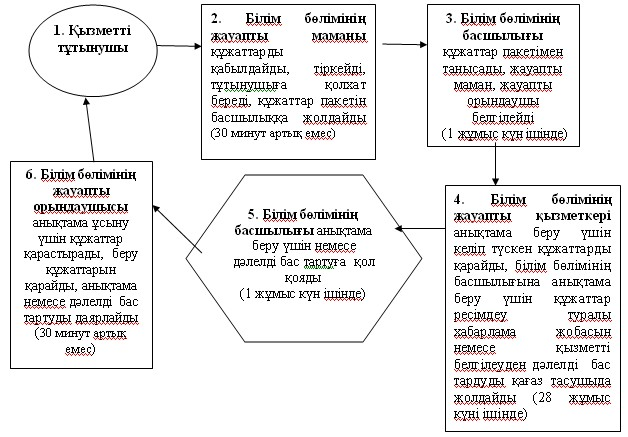 1. Қызметті
тұтынушы
2. Білім бөлімінің
жауапты маманы
құжаттарды
қабылдайды, тіркейді,
тұтынушыға қолхат
береді, құжаттар пакетін
басшылыққа жолдайды
(30 минут артық емес)
3. Білім бөлімінің
басшылығы
құжаттар пакетімен
танысады, жауапты
маман, жауапты
орындаушы
белгілейді
(1 жұмыс күн ішінде)
4. Білім бөлімінің
жауапты қызметкері
анықтама беру үшін
келіп түскен құжаттарды
қарайды, білім бөлімінің
басшылығына анықтама
беру үшін құжаттар
ресімдеу туралы
хабарлама жобасын
немесе қызметті
белгілеуден дәлелді бас
тардуды қағаз тасушыда
жолдайды (28 жұмыс
күні ішінде)
5. Білім бөлімінің
басшылығы анықтама
беру үшін немесе
дәлелді бас тартуға қол
қояды
(1 жұмыс күн ішінде)
6. Білім бөлімінің
жауапты
орындаушысы
анықтама ұсыну
үшін құжаттар
қарастырады, беру
құжаттарын
қарайды, анықтама
немесе дәлелді бас
тартуды даярлайды
(30 минут артық
емес)